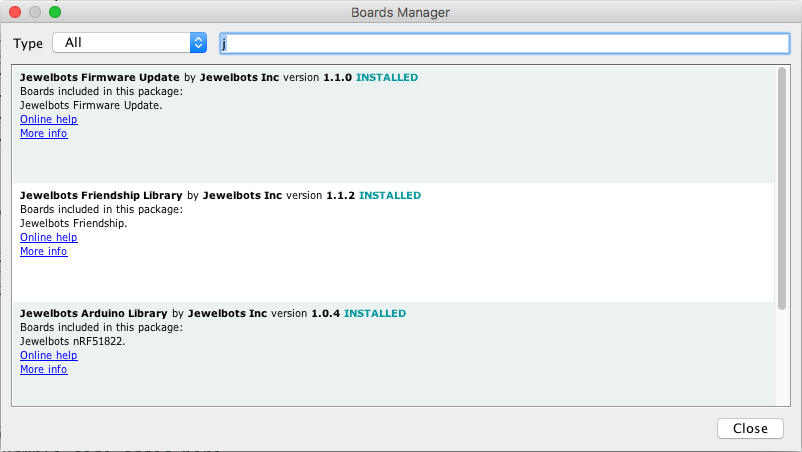 Boards Manager
Type All j
Jewelbots Firmware Update by Jewelbots Inc version 1.1.0 INSTALLED
Boards included in this package:
Jewelbots Firmware Update.
Online help
More info
Jewelbots Friendship Library by Jewelbots Inc version 1.1.2 INSTALLED
Boards included in this package:
Jewelbots Friendship.
Online help
More info
Jewelbots Arduino Library by Jewelbots Inc version 1.0.4 INSTALLED
Boards included in this package:
Jewelbots nRF51822.
Online help
More info
Close